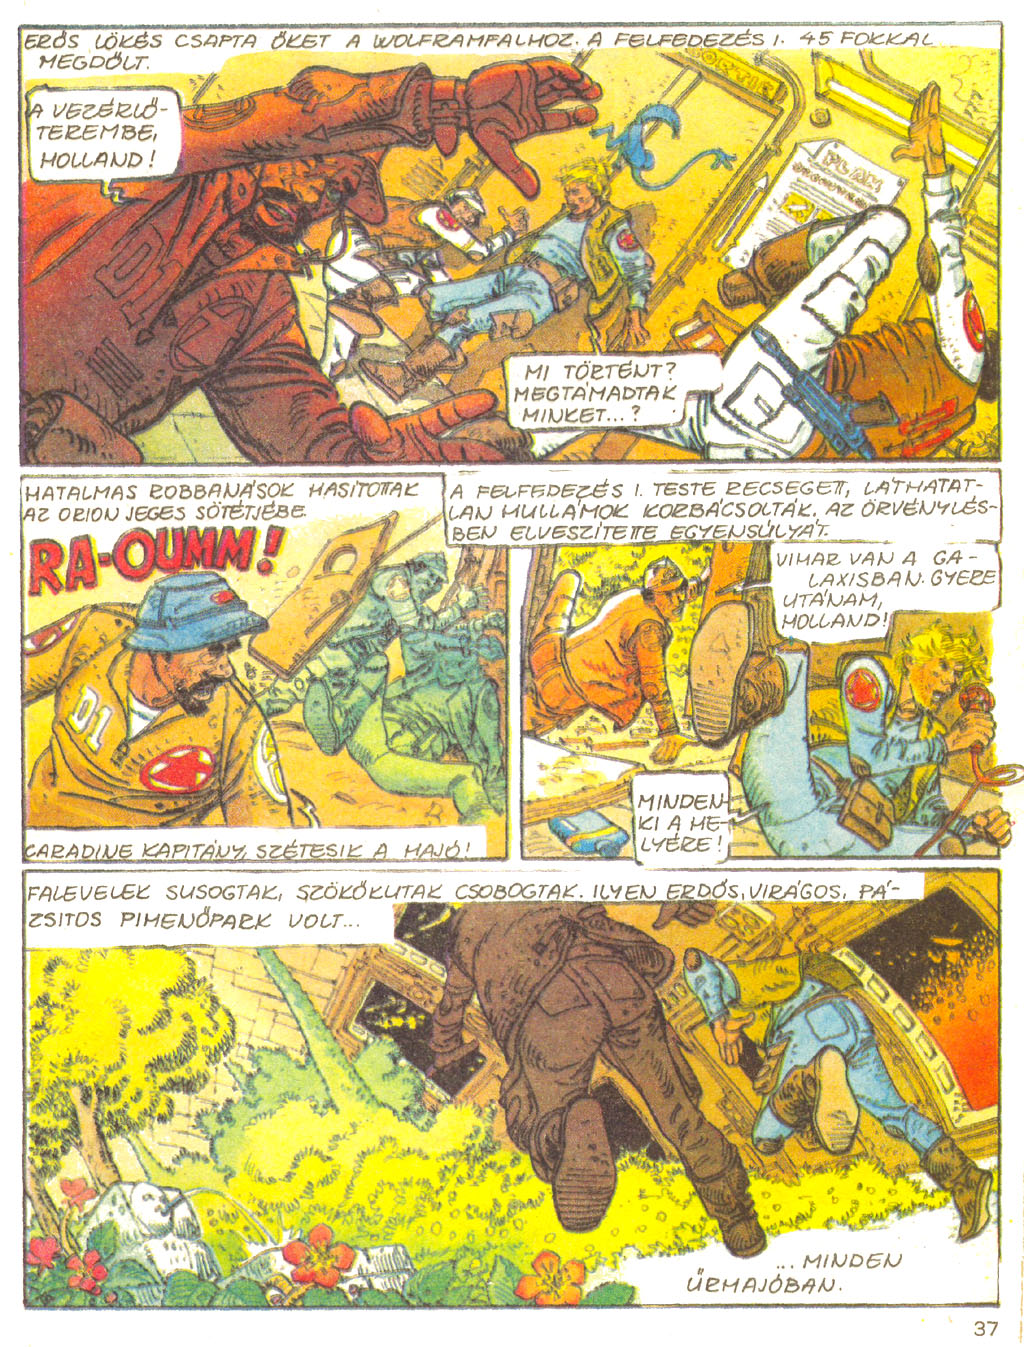 ERŐS LÖKÉS CSAPTA ŐKET A WOLFRAMFALHOZ. A FELFEDEZÉS I. 45 FOKKAL
MEGDŐLT.
A VEZÉRLŐ-
TEREMBE,
HOLLAND!
PLAN
MI TÖRTÉNT?
MEGTÁMADTAK
MINKET...?
HATALMAS ROBBANÁSOK HASÍTOTTAK
AZ ORION JEGES SÖTÉTJÉBE.
RA-OUMM!
D1
CARADINE KAPITÁNY, SZÉTESIK A HAJÓ!
A FELFEDEZÉS I. TESTE RECSEGETT, LÁTHATAT-
LAN HULLÁMOK KORBÁCSOLTÁK. AZ ÖRVÉNYLÉS-
BEN ELVESZÍTETTE EGYENSÚLYÁT.
VIHAR VAN A GA-
LAXISBAN. GYERE
UTÁNAM,
HOLLAND!
MINDEN-
KI A HE-
LYÉRE!
FALEVELEK SUSOGTAK, SZÖKŐKUTAK CSOBOGTAK. ILYEN ERDŐS, VIRÁGOS, PÁ-
ZSITOS PIHENŐPARK VOLT...
...MINDEN
ŰRHAJÓBAN.
37